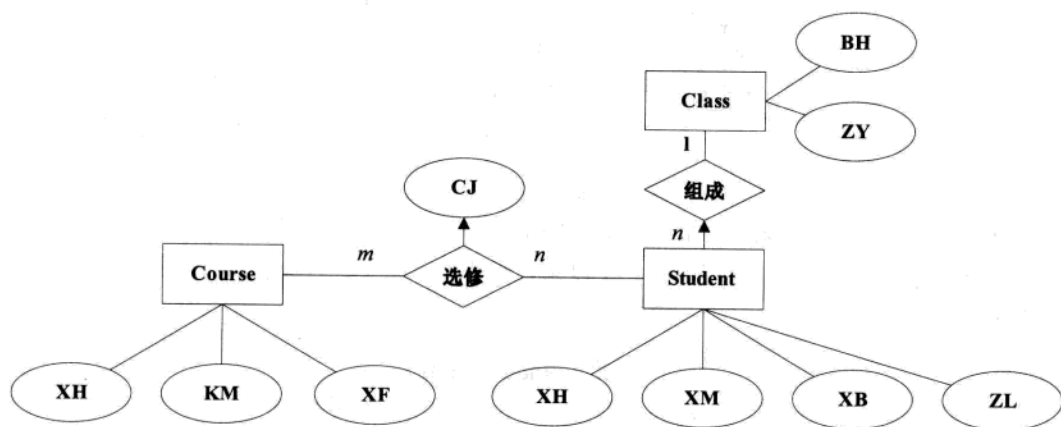 BH
Class
ZY
1
组成
CJ
n
m
n
Course
选修
Student
XH
KM
XF
XH
XM
XB
ZL